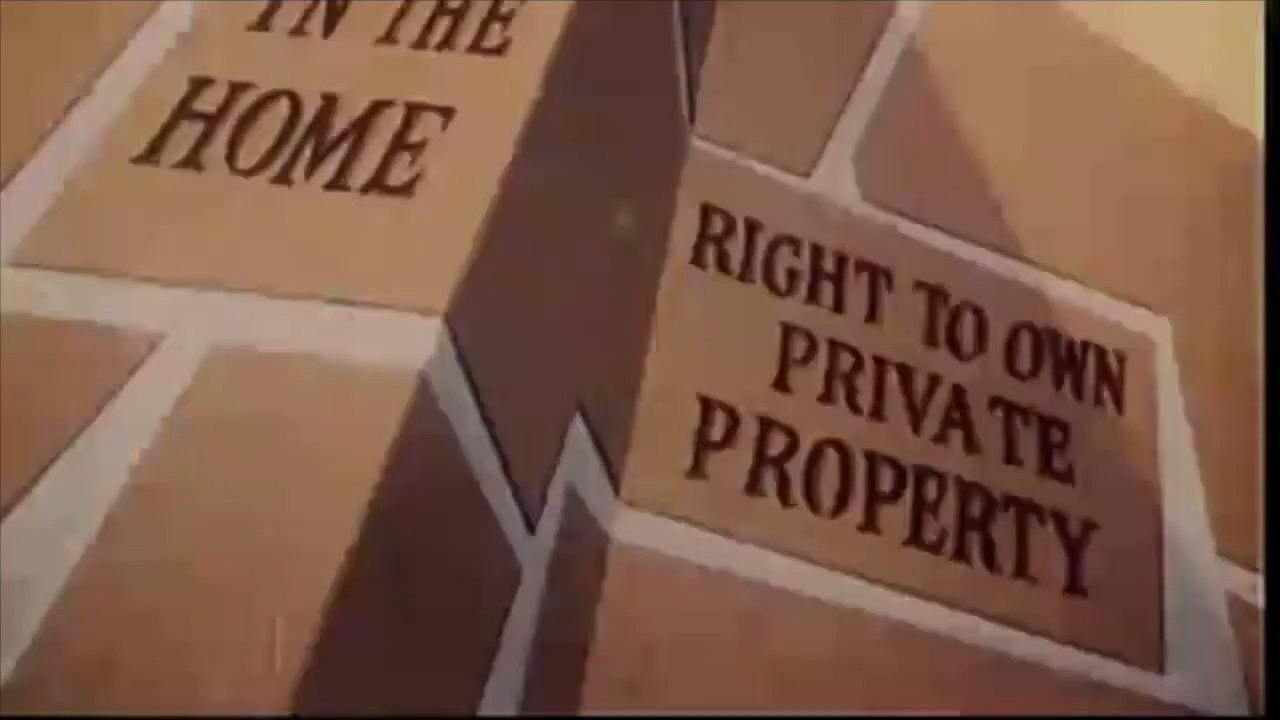 IN THE
HOME
RIGHT TO OWN
PRIVATE
PROPERTY